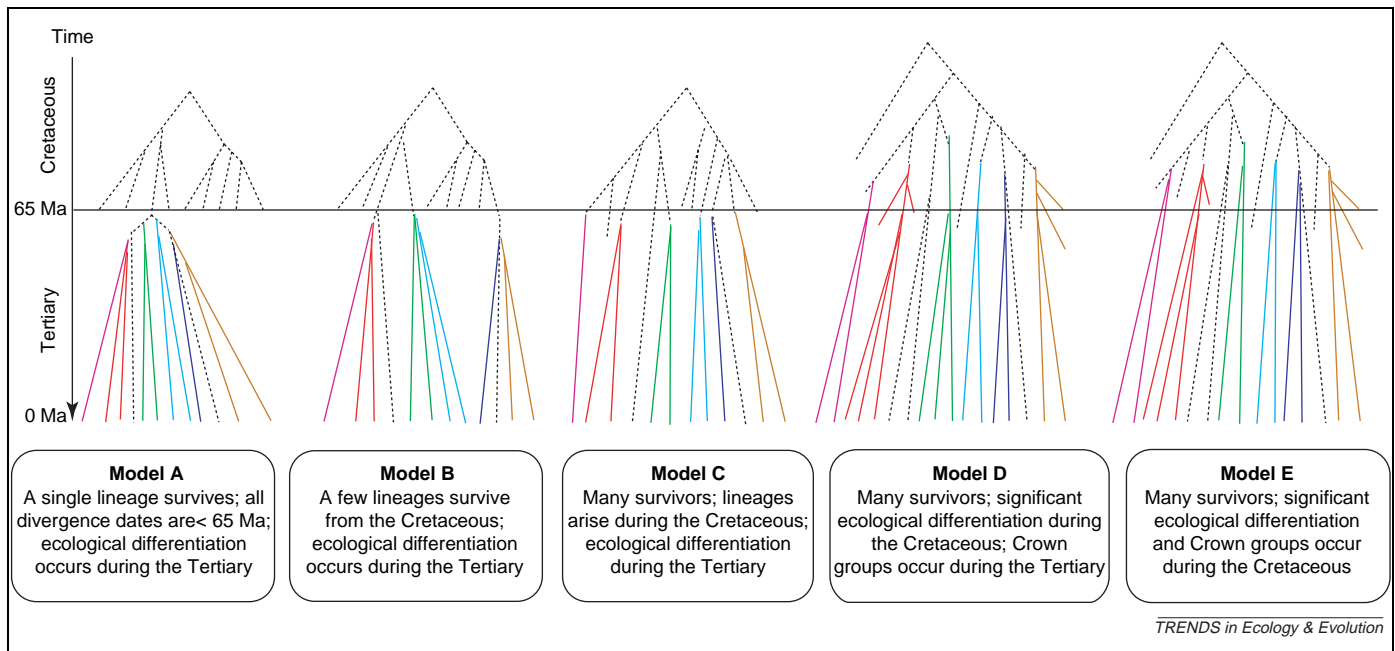 Time
Cretaceous
65 Ma
Tertiary
0 Ma
Model A
A single lineage survives; all
divergence dates are< 65 Ma;
ecological differentiation
occurs during the Tertiary
Model B
A few lineages survive
from the Cretaceous;
ecological differentiation
occurs during the Tertiary
Model C
Many survivors; lineages
arise during the Cretaceous;
ecological differentiation
during the Tertiary
Model D
Many survivors; significant
ecological differentiation during
the Cretaceous; Crown
groups occur during the Tertiary
Model E
Many survivors; significant
ecological differentiation
and Crown groups occur
during the Cretaceous
TRENDS in Ecology & Evolution